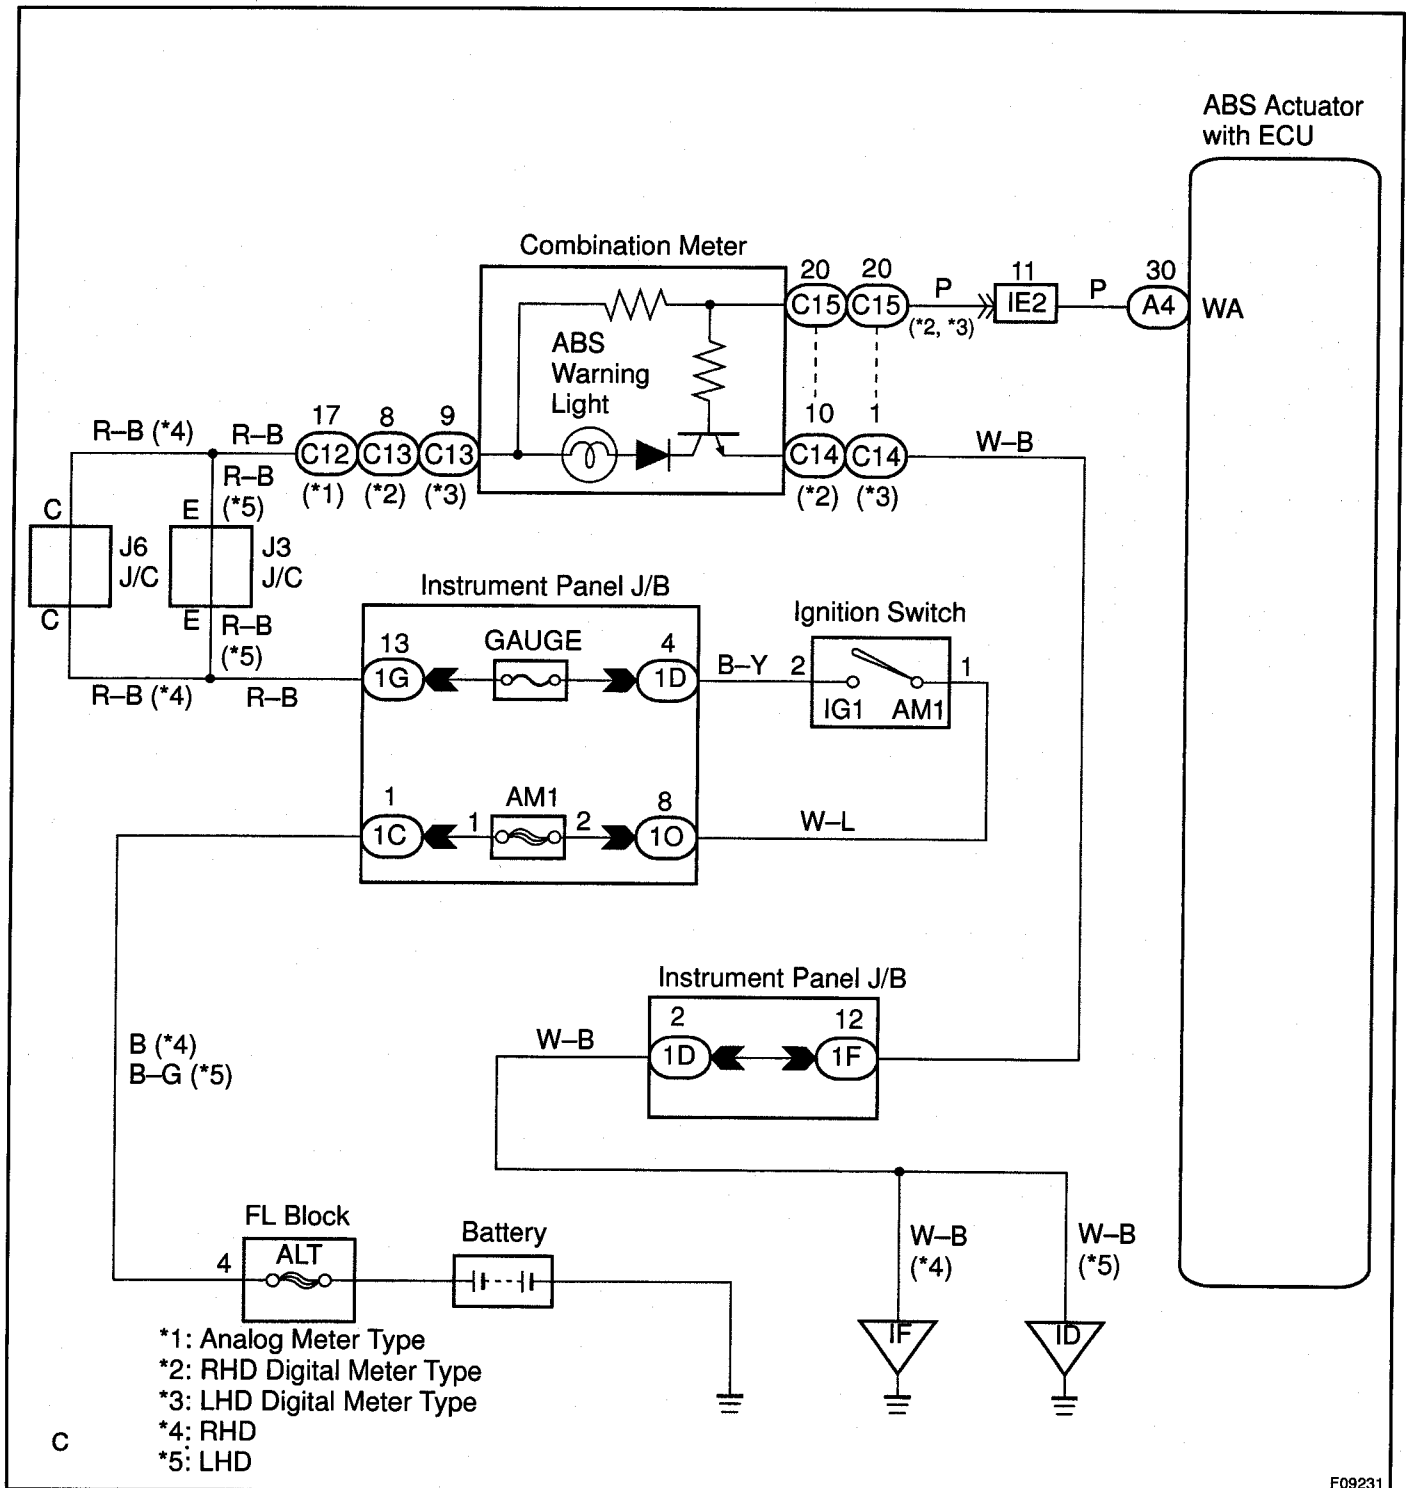 ABS Actuator
with ECU
Combination Meter
20 20
C15 C15
P
(*2, *3)
11
IE2
P
30
A4
WA
ABS
Warning
Light
R–B (*4)
R–B
17 8 9
C12 C13 C13
(*1) (*2) (*3)
10 1
C14 C14
(*2) (*3)
W–B
R–B
(*5)
C E
J6
J/C
J3
J/C
C E
R–B
(*5)
R–B (*4)
R–B
Instrument Panel J/B
13
1G
GAUGE
4
1D
B–Y
Ignition Switch
2 1
IG1 AM1
1
1C
AM1
1 2
8
1O
W–L
Instrument Panel J/B
W–B
2 12
1D 1F
B (*4)
B–G (*5)
FL Block
4
ALT
Battery
W–B
(*4)
W–B
(*5)
IF ID
*1: Analog Meter Type
*2: RHD Digital Meter Type
*3: LHD Digital Meter Type
*4: RHD
*5: LHD
C
F09231